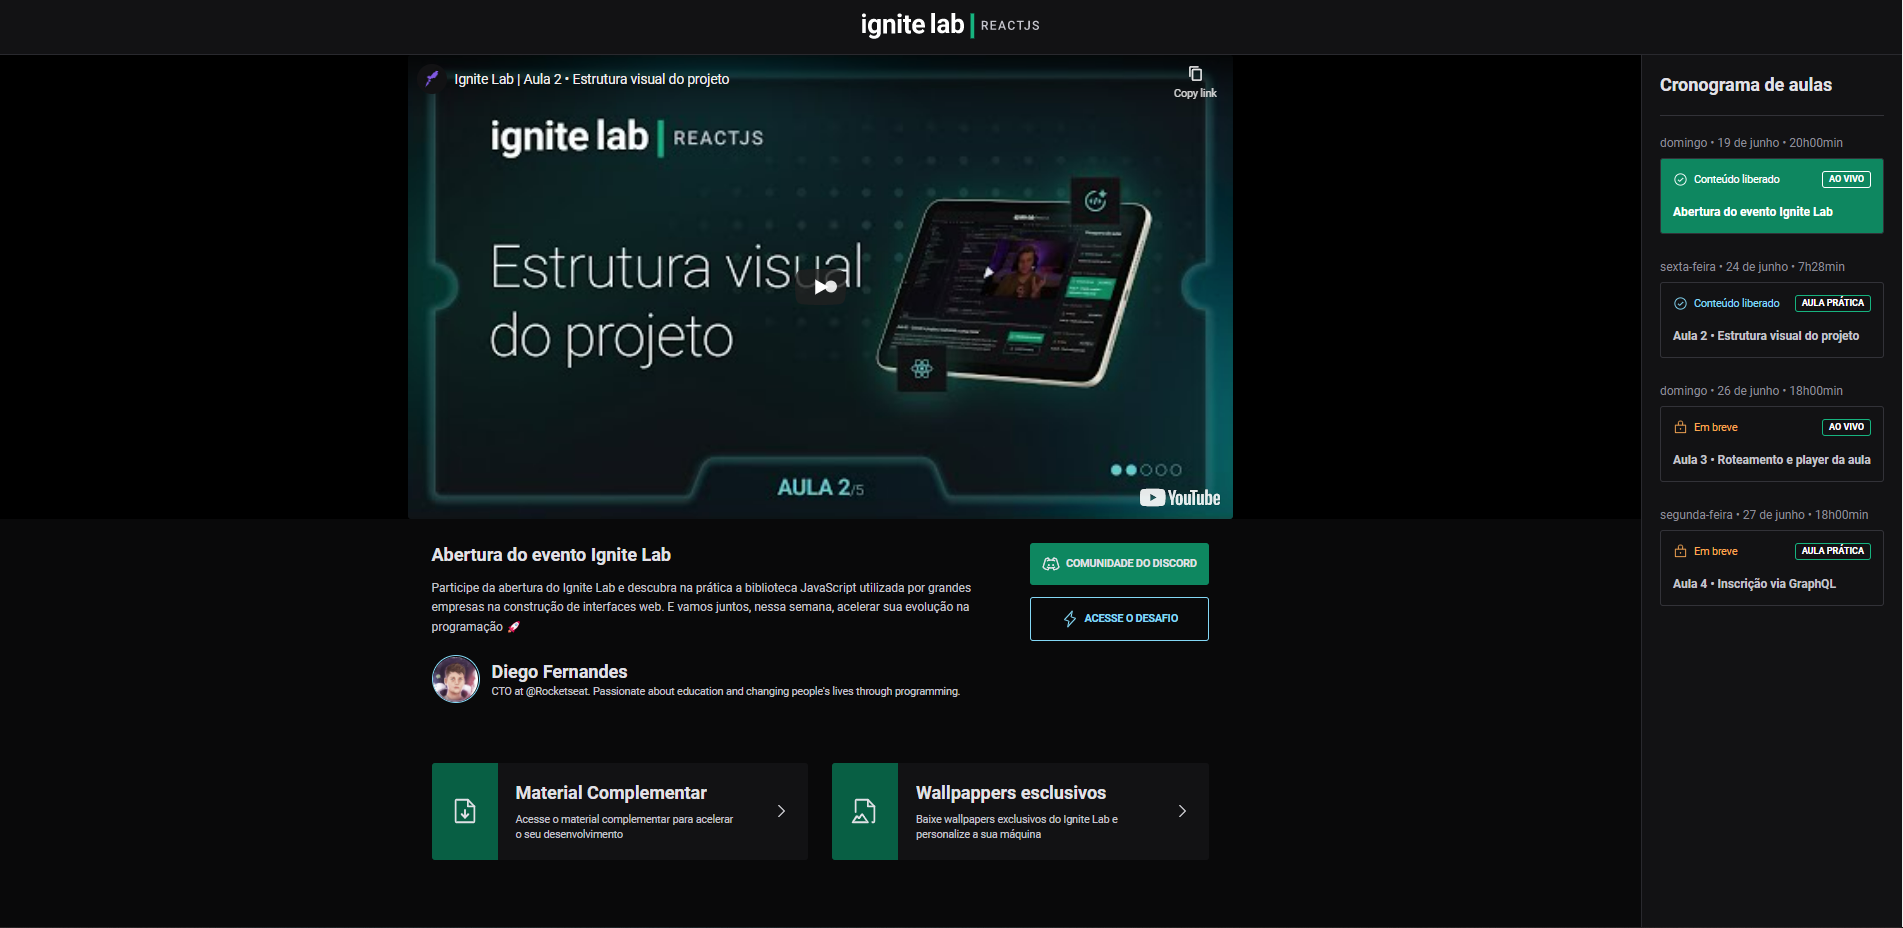 ignite lab | REACTJS
Ignite Lab | Aula 2 • Estrutura visual do projeto
Copy link
ignite lab | REACTJS
Estrutura visual
do projeto
AULA 2/5
YouTube
Abertura do evento Ignite Lab
Participe da abertura do Ignite Lab e descubra na prática a biblioteca JavaScript utilizada por grandes
empresas na construção de interfaces web. E vamos juntos, nessa semana, acelerar sua evolução na
programação 🚀
Diego Fernandes
CTO at @Rocketseat. Passionate about education and changing people's lives through programming.
COMUNIDADE DO DISCORD
ACESSE O DESAFIO
Material Complementar
Acesse o material complementar para acelerar
o seu desenvolvimento
Wallpappers esclusivos
Baixe wallpapers exclusivos do Ignite Lab e
personalize a sua máquina
Cronograma de aulas
domingo • 19 de junho • 20h00min
Conteúdo liberado AO VIVO
Abertura do evento Ignite Lab
sexta-feira • 24 de junho • 7h28min
Conteúdo liberado AULA PRÁTICA
Aula 2 • Estrutura visual do projeto
domingo • 26 de junho • 18h00min
Em breve AO VIVO
Aula 3 • Roteamento e player da aula
segunda-feira • 27 de junho • 18h00min
Em breve AULA PRÁTICA
Aula 4 • Inscrição via GraphQL